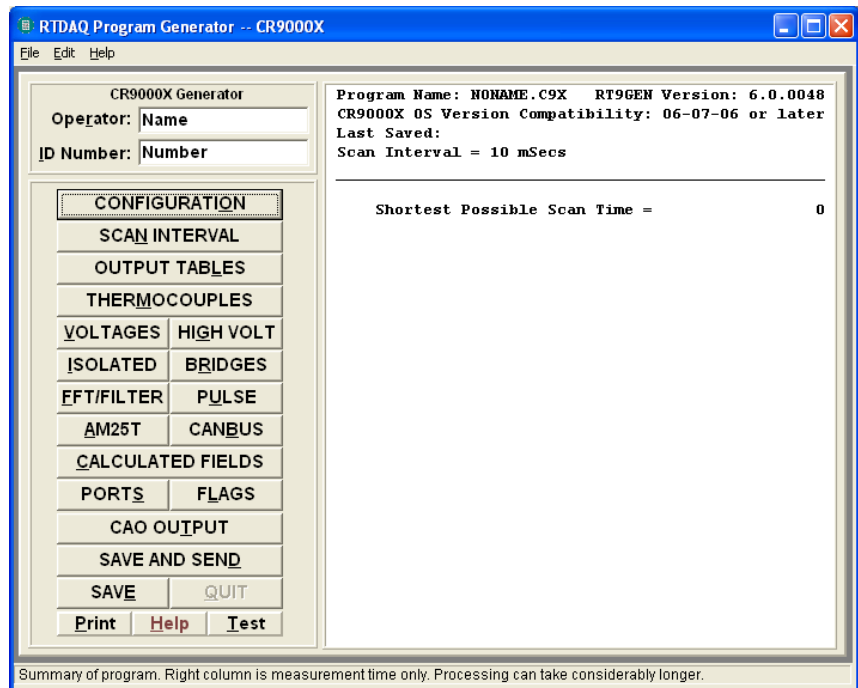 RTDAQ Program Generator -- CR9000X
File Edit Help
CR9000X Generator
Operator: Name
ID Number: Number
CONFIGURATION
SCAN INTERVAL
OUTPUT TABLES
THERMOCOUPLES
VOLTAGES HIGH VOLT
ISOLATED BRIDGES
FFT/FILTER PULSE
AM25T CANBUS
CALCULATED FIELDS
PORTS FLAGS
CAO OUTPUT
SAVE AND SEND
SAVE QUIT
Print Help Test
Program Name: NONAME.C9X RT9GEN Version: 6.0.0048
CR9000X OS Version Compatibility: 06-07-06 or later
Last Saved:
Scan Interval = 10 mSecs
Shortest Possible Scan Time = 0
Summary of program. Right column is measurement time only. Processing can take considerably longer.